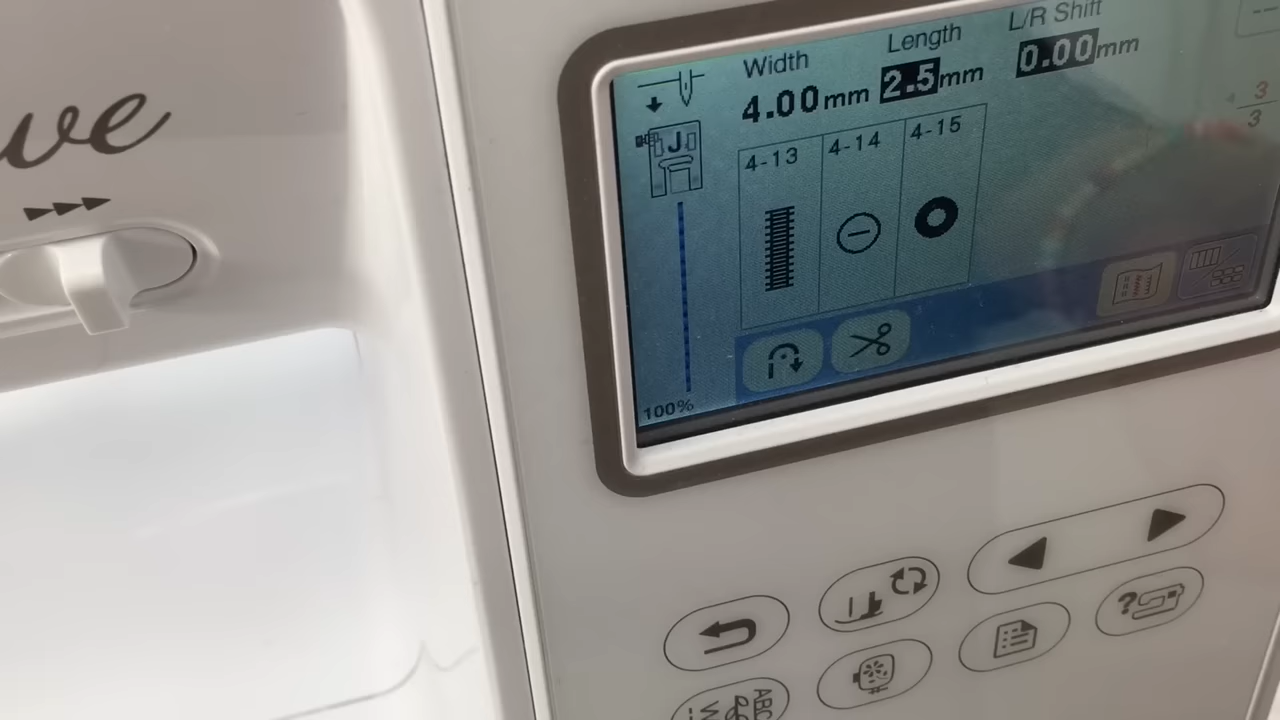 ve
Width
Length
L/R Shift
4.00mm
2.5mm
0.00mm
J
3
3
4-13
4-14
4-15
100%
?
ABC